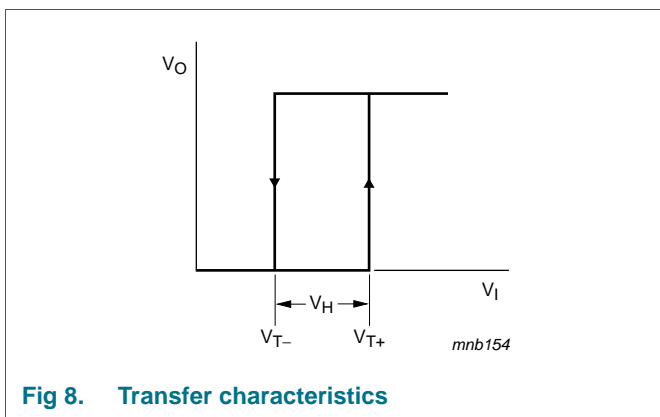 VO
VI
VH
VT−
VT+
mnb154
Fig 8. Transfer characteristics